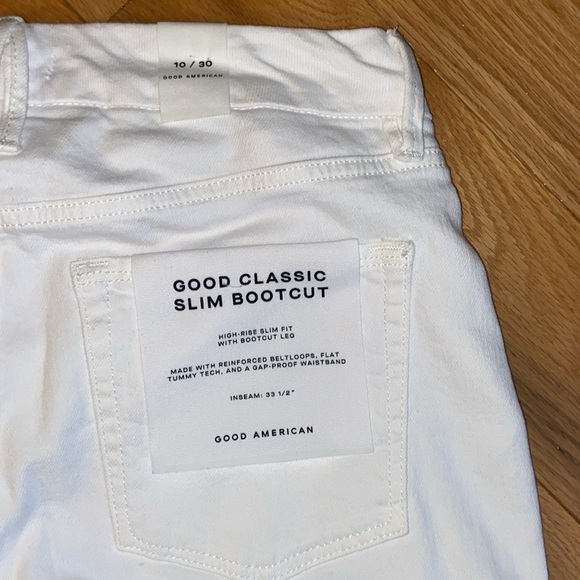 10 / 30
GOOD AMERICAN
GOOD CLASSIC
SLIM BOOTCUT
HIGH-RISE SLIM FIT
WITH BOOTCUT LEG
MADE WITH REINFORCED BELTLOOPS, FLAT
TUMMY TECH, AND A GAP-PROOF WAISTBAND
INSEAM: 33 1/2"
GOOD AMERICAN